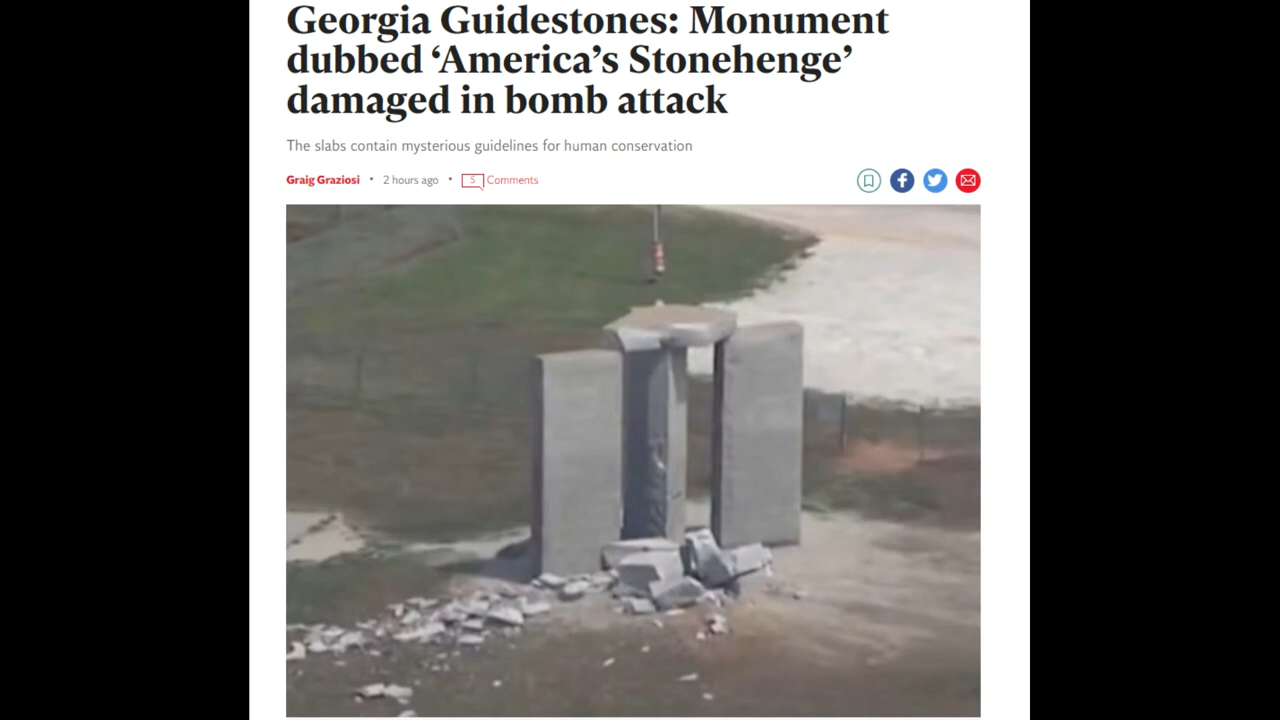 Georgia Guidestones: Monument
dubbed ‘America’s Stonehenge’
damaged in bomb attack
The slabs contain mysterious guidelines for human conservation
Graig Graziosi • 2 hours ago • 5 Comments